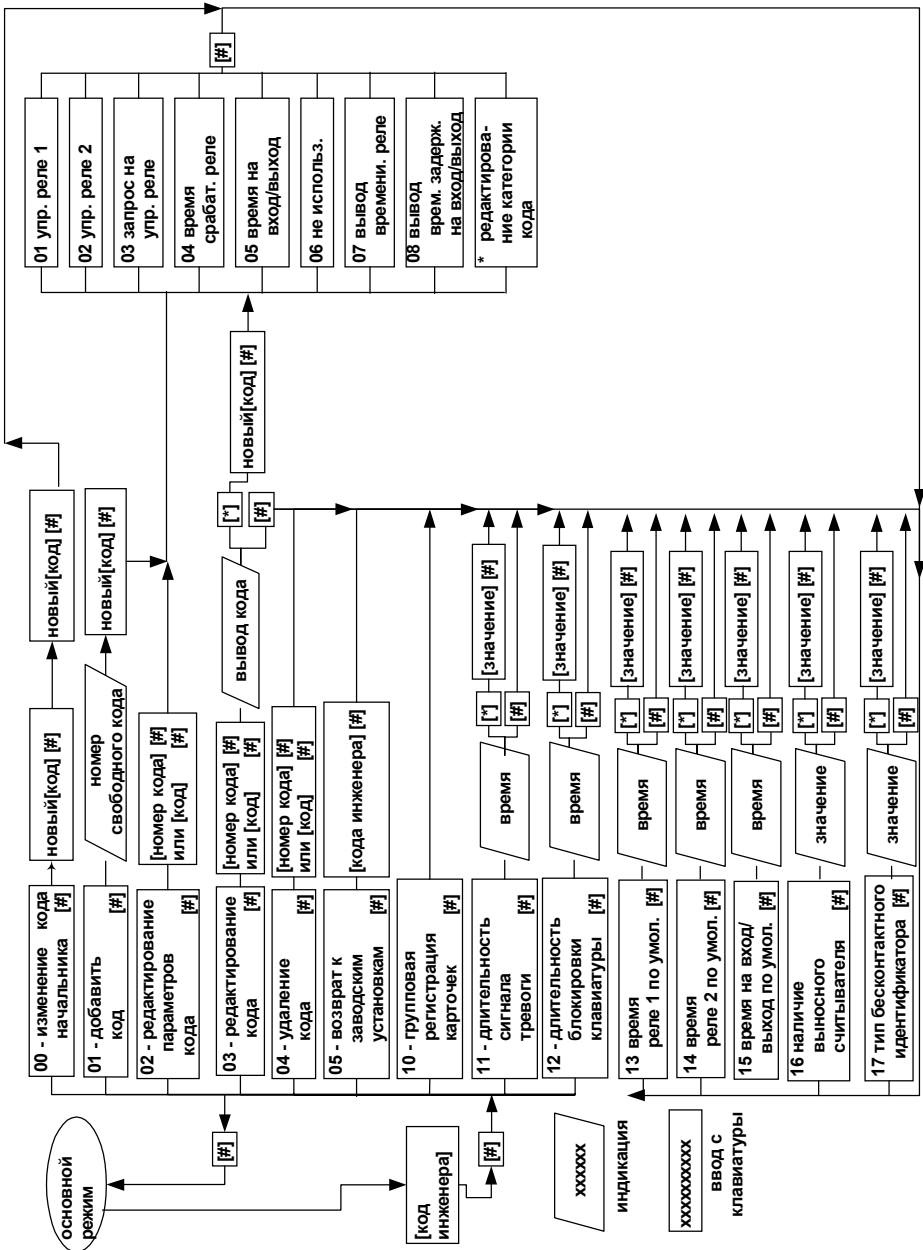 ОСНОВНОЙ
РЕЖИМ
[#]
[код
инженера]
[#]
xxxxxx
индикация
xxxxxxxxxx
ввод с
клавиатуры
00 - изменение кода
начальника [#]
новый[код] [#]
новый[код] [#]
01 -добавить
код [#]
номер
свободного кода
новый[код] [#]
02 - редактирование
параметров
кода [#]
[номер кода] [#]
или [код] [#]
03 - редактирование
кода [#]
[номер кода] [#]
или [код] [#]
вывод кода
[*]
[#]
новый[код] [#]
04 - удаление
кода [#]
[номер кода] [#]
или [код] [#]
05 - возврат к
заводским
установкам [#]
[кода инженера] [#]
10 -групповая
регистрация
карточек [#]
11 - длительность
сигнала
тревоги [#]
время
[*]
[#]
[значение] [#]
12 - длительность
блокировки
клавиатуры [#]
время
[*]
[#]
[значение] [#]
13 время
реле 1 по умол. [#]
время
[*]
[#]
[значение] [#]
14 время
реле 2 по умол. [#]
время
[*]
[#]
[значение] [#]
15 время на вход/
выход по умол. [#]
время
[*]
[#]
[значение] [#]
16 наличие
выносного
считывателя [#]
значение
[*]
[#]
[значение] [#]
17 тип бесконтактного
идентификатора [#]
значение
[*]
[#]
[значение] [#]
01 упр. реле 1
02 упр. реле 2
03 запрос на
упр. реле
04 время
срабат. реле
05 время на
вход/выход
06 не использ.
07 вывод
времени. реле
08 вывод
врем. задерж.
на вход/выход
* редактирова-
ние категории
кода
[#]